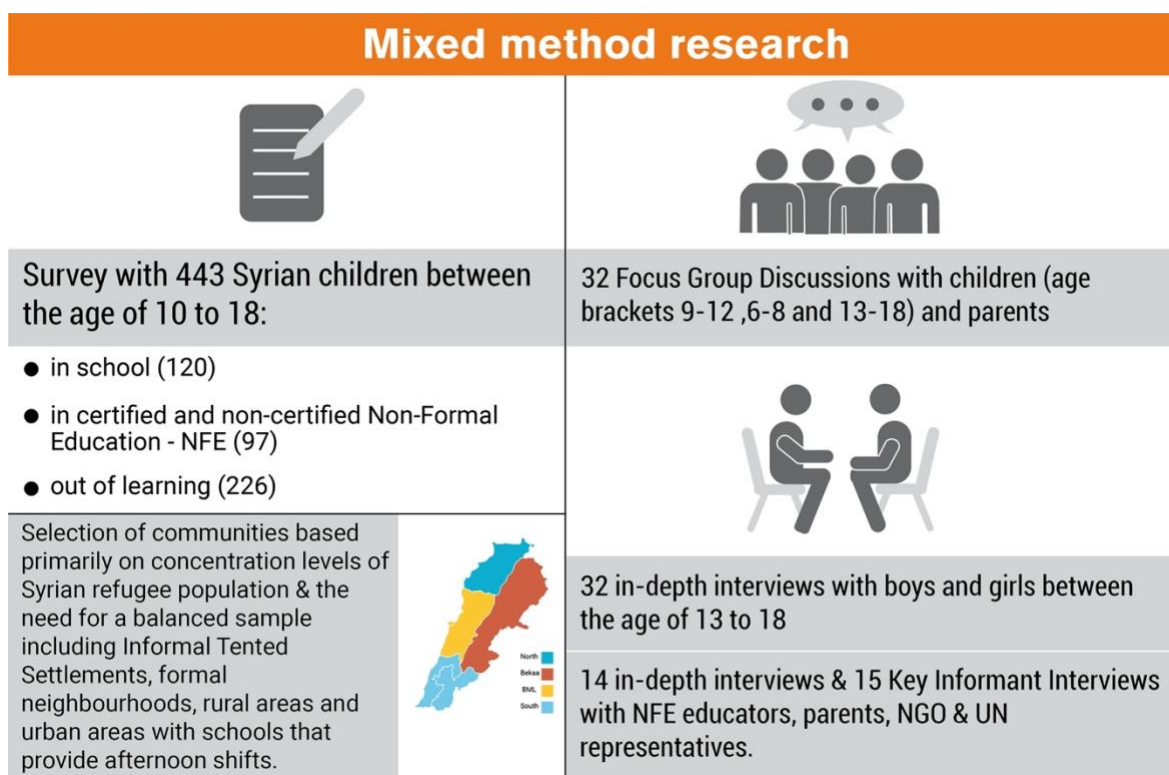 Mixed method research
Survey with 443 Syrian children between
the age of 10 to 18:
● in school (120)
● in certified and non-certified Non-Formal
Education - NFE (97)
● out of learning (226)
Selection of communities based
primarily on concentration levels of
Syrian refugee population & the
need for a balanced sample
including Informal Tented
Settlements, formal
neighbourhoods, rural areas and
urban areas with schools that
provide afternoon shifts.
North
Bekaa
BML
South
32 Focus Group Discussions with children (age
brackets 9-12 ,6-8 and 13-18) and parents
32 in-depth interviews with boys and girls between
the age of 13 to 18
14 in-depth interviews & 15 Key Informant Interviews
with NFE educators, parents, NGO & UN
representatives.